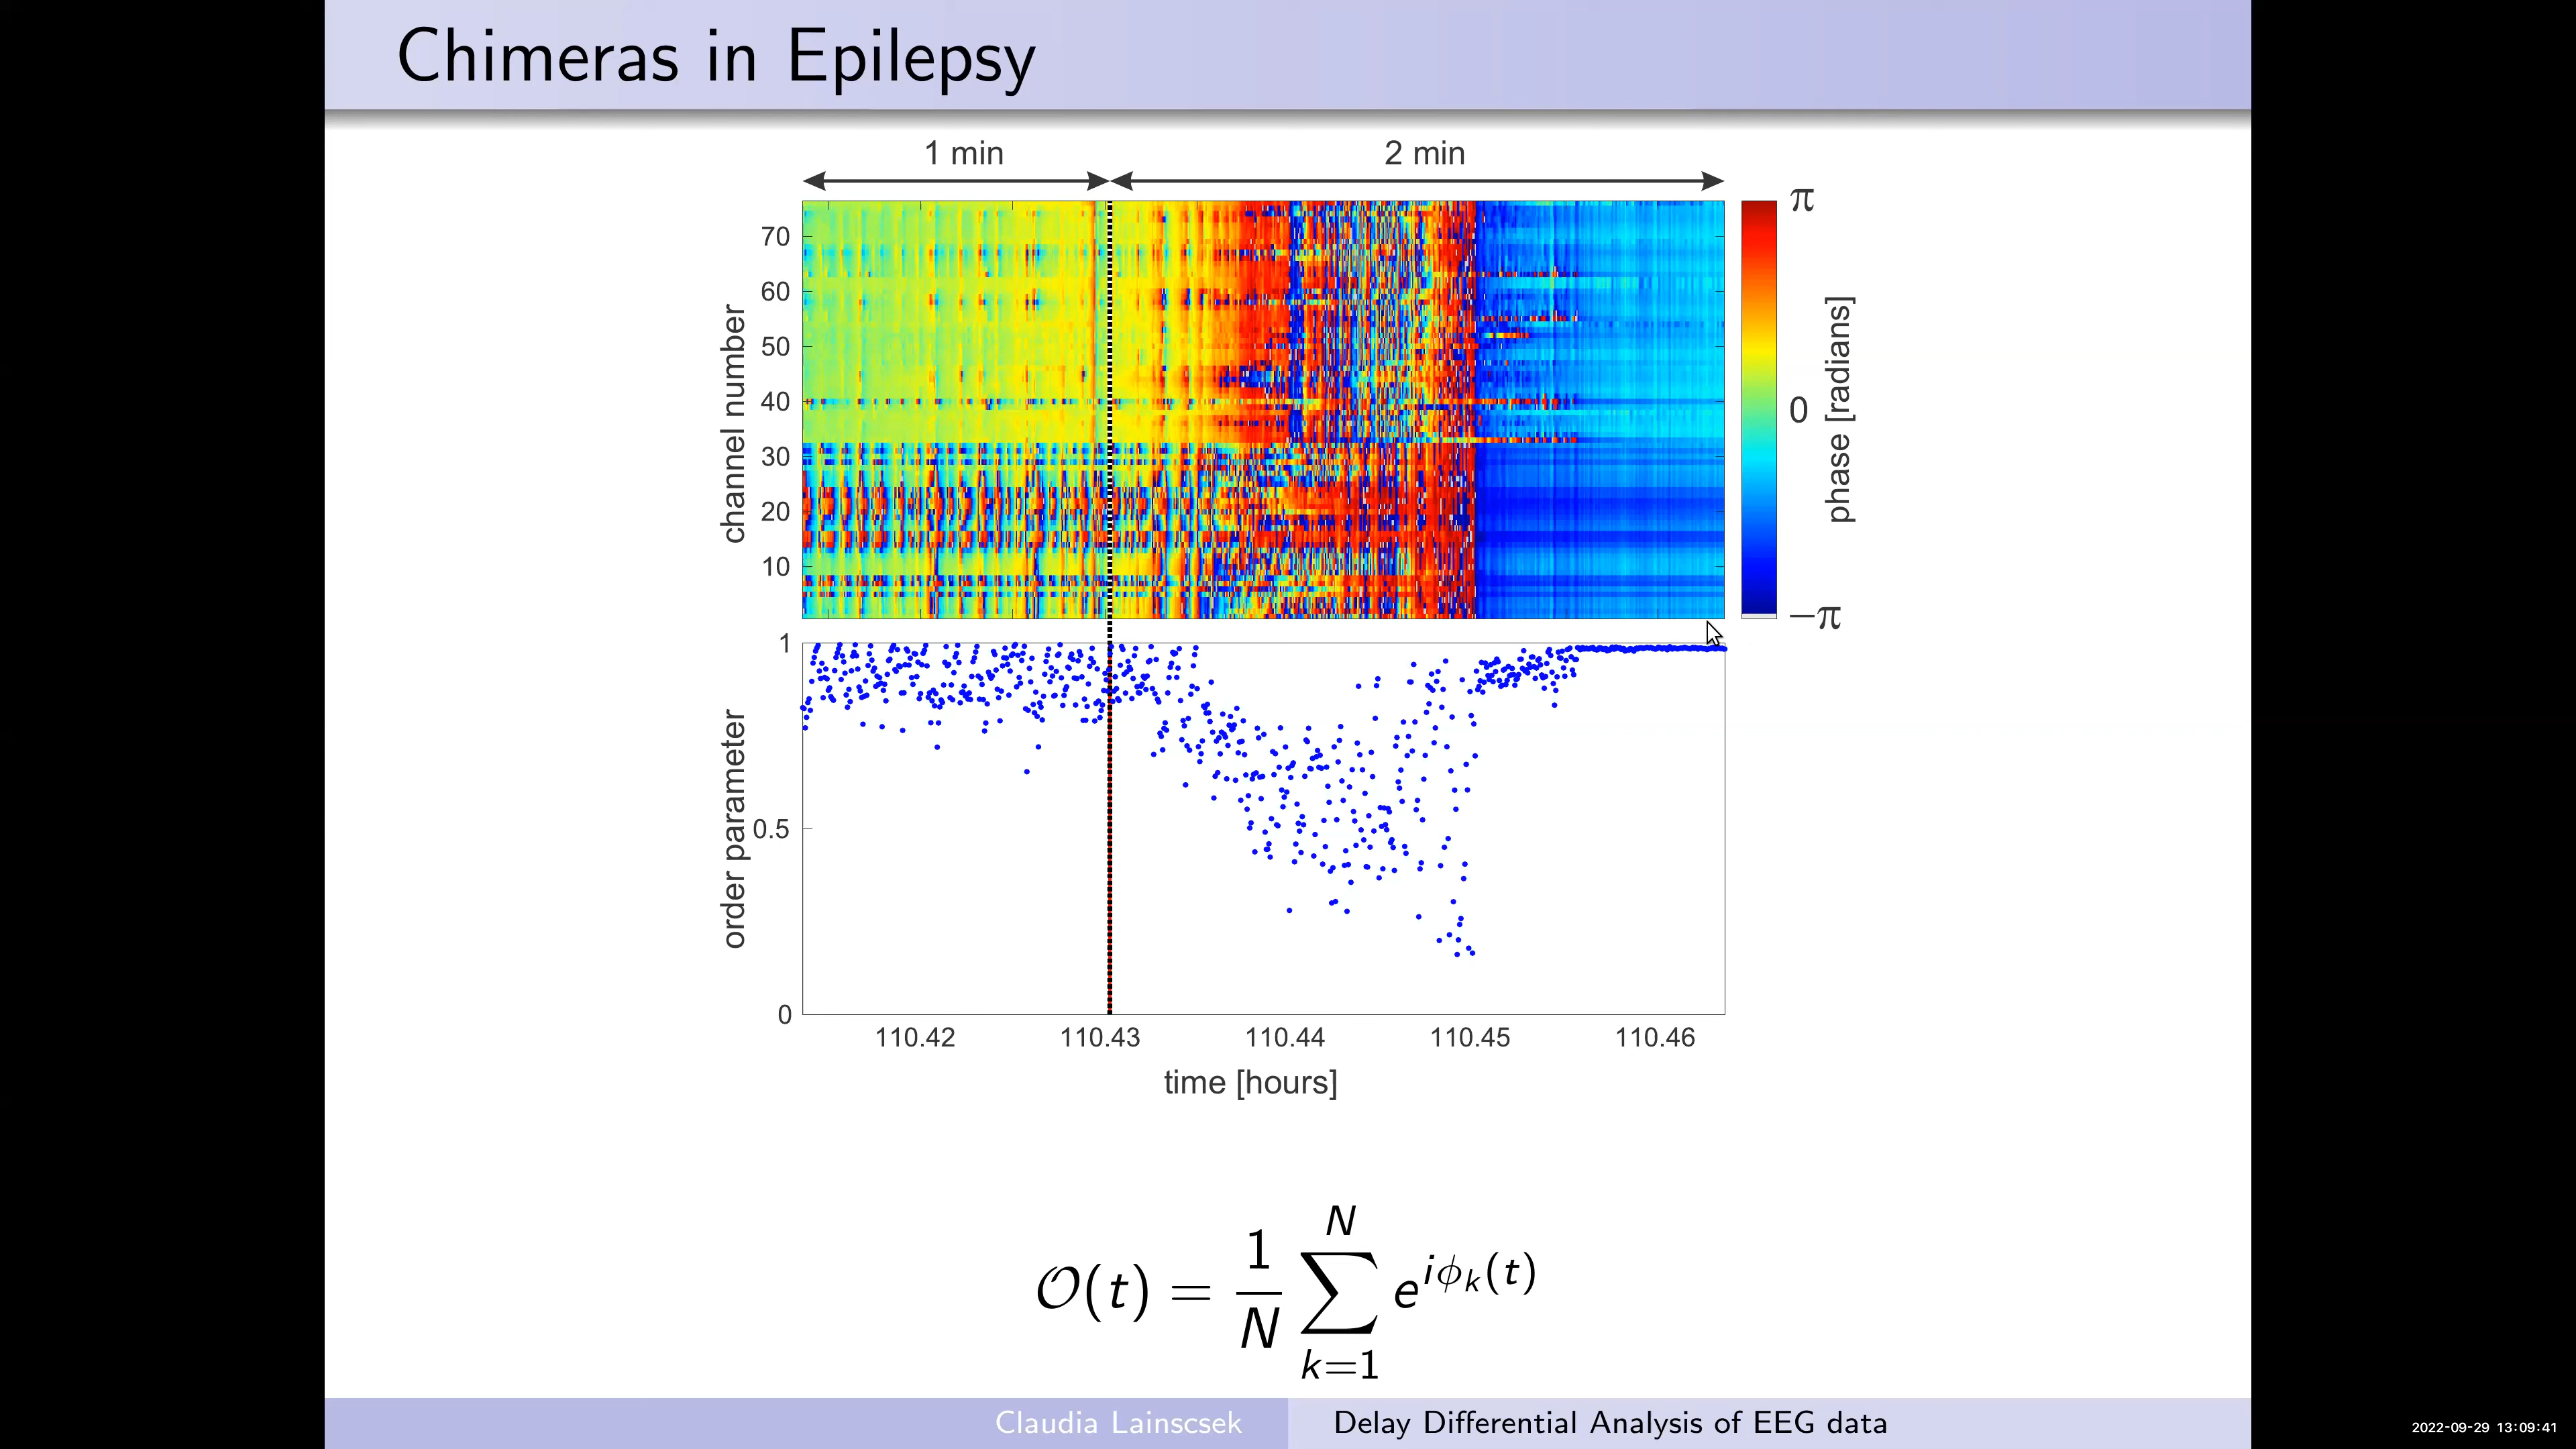 Chimeras in Epilepsy
1 min 2 min
channel number
70
60
50
40
30
20
10
π
0
−π
phase [radians]
order parameter
1
0.5
0
110.42 110.43 110.44 110.45 110.46
time [hours]
𝒪(t) = 1/N ∑_{k=1}^{N} e^{iϕ_k(t)}
Claudia Lainscsek Delay Differential Analysis of EEG data
2022-09-29 13:09:41